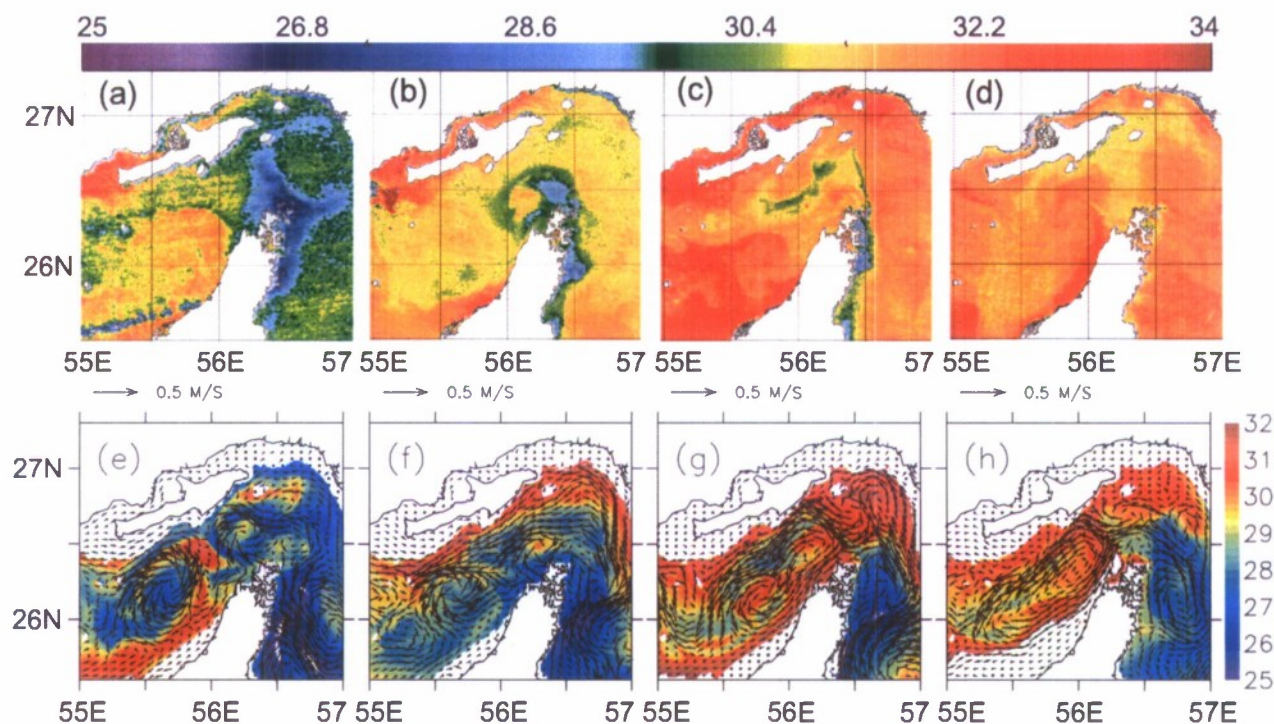 25 26.8 28.6 30.4 32.2 34
(a) (b) (c) (d)
27N
26N
55E 56E 57 55E 56E 57 55E 56E 57 55E 56E 57E
0.5 M/S 0.5 M/S 0.5 M/S 0.5 M/S
(e) (f) (g) (h)
27N
26N
55E 56E 57 55E 56E 57 55E 56E 57 55E 56E 57E
32
31
30
29
28
27
26
25